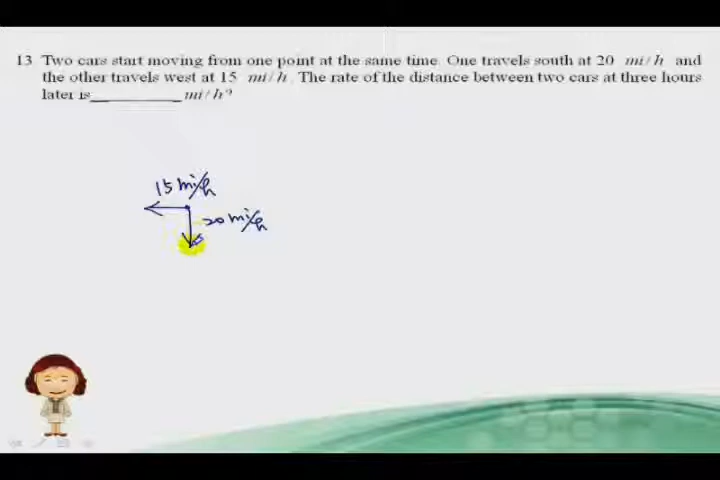 13 Two cars start moving from one point at the same time. One travels south at 20 mi/h and
the other travels west at 15 mi/h. The rate of the distance between two cars at three hours
later is__________ mi/h?
15 mi/h
20 mi/h